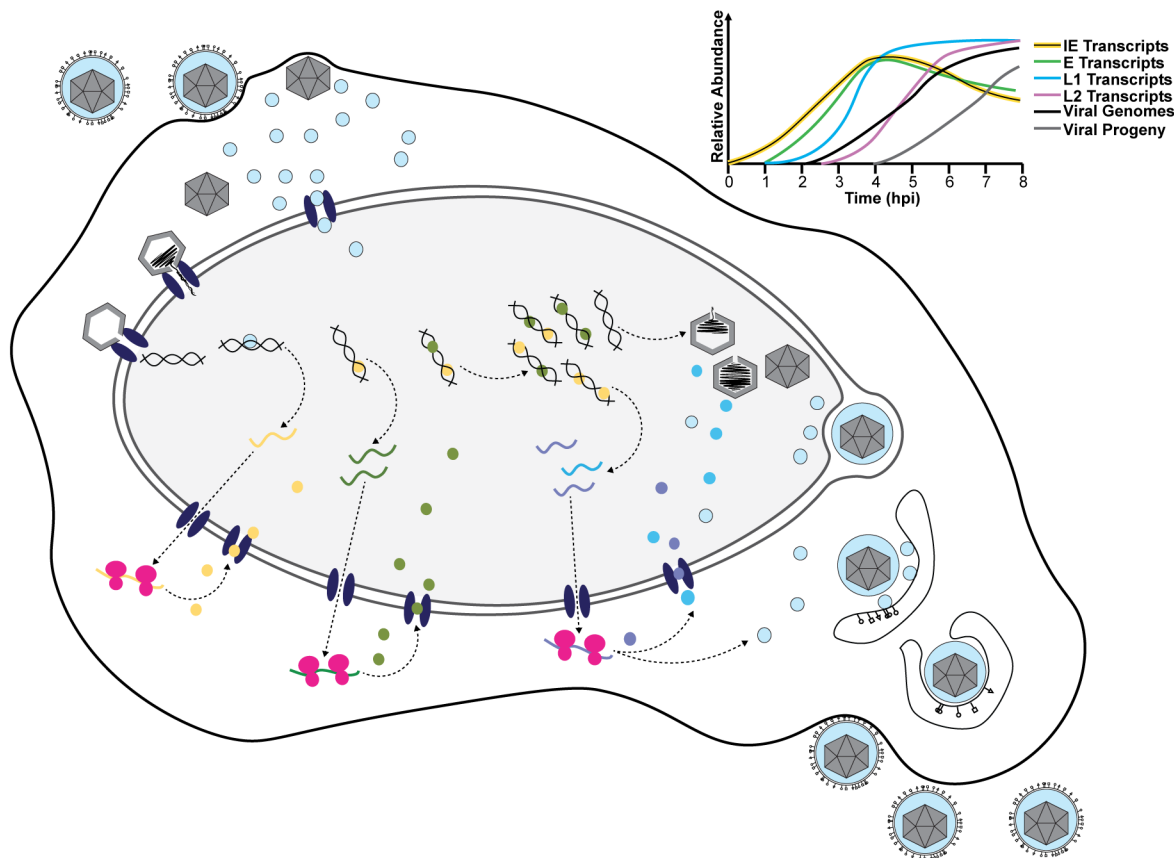 Relative Abundance
0 1 2 3 4 5 6 7 8
Time (hpi)
IE Transcripts
E Transcripts
L1 Transcripts
L2 Transcripts
Viral Genomes
Viral Progeny